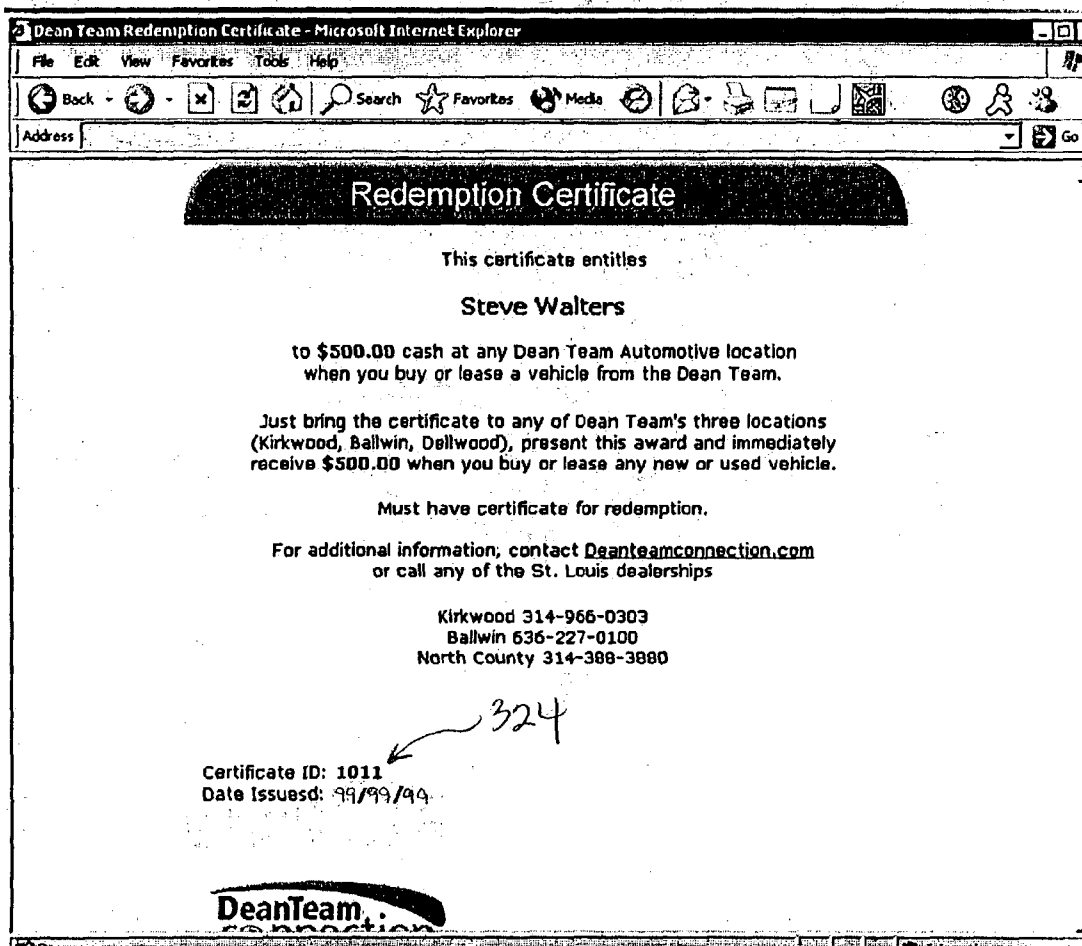 Dean Team Redemption Certificate - Microsoft Internet Explorer
File Edit View Favorites Tools Help
Back Search Favorites Media
Address Go
Redemption Certificate
This certificate entitles
Steve Walters
to $500.00 cash at any Dean Team Automotive location
when you buy or lease a vehicle from the Dean Team.
Just bring the certificate to any of Dean Team's three locations
(Kirkwood, Ballwin, Dellwood), present this award and immediately
receive $500.00 when you buy or lease any new or used vehicle.
Must have certificate for redemption.
For additional information, contact Deanteamconnection.com
or call any of the St. Louis dealerships
Kirkwood 314-966-0303
Ballwin 636-227-0100
North County 314-388-3880
324
Certificate ID: 1011
Date Issuesd: 99/99/99
DeanTeam
connection